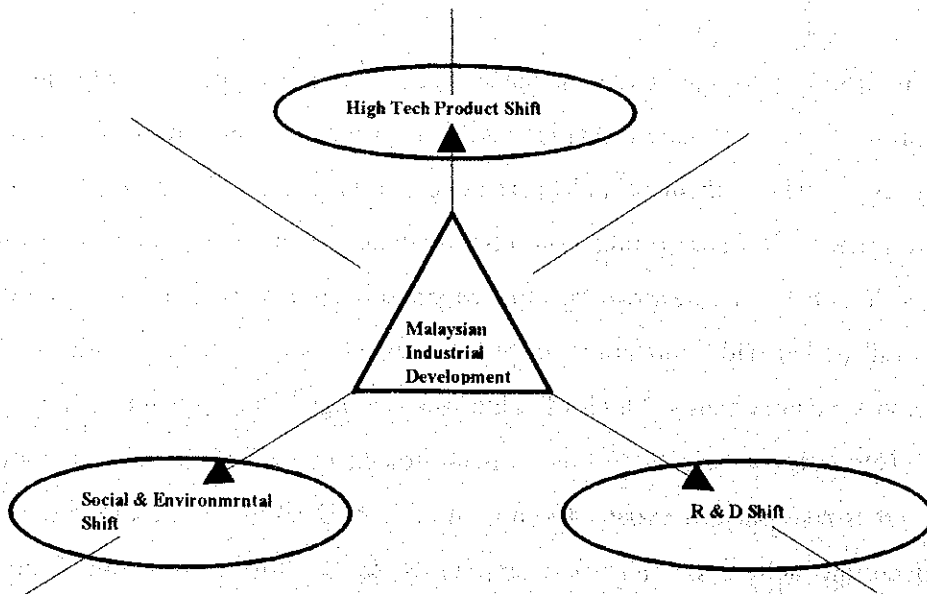 High Tech Product Shift
Malaysian
Industrial
Development
Social & Environmrntal
Shift
R & D Shift